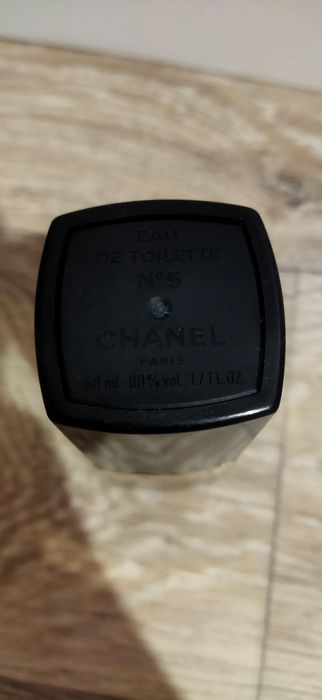 EAU
DE TOILETTE
N°5
CHANEL
PARIS
50 ml - 80% vol. - 1.7 FL.OZ.